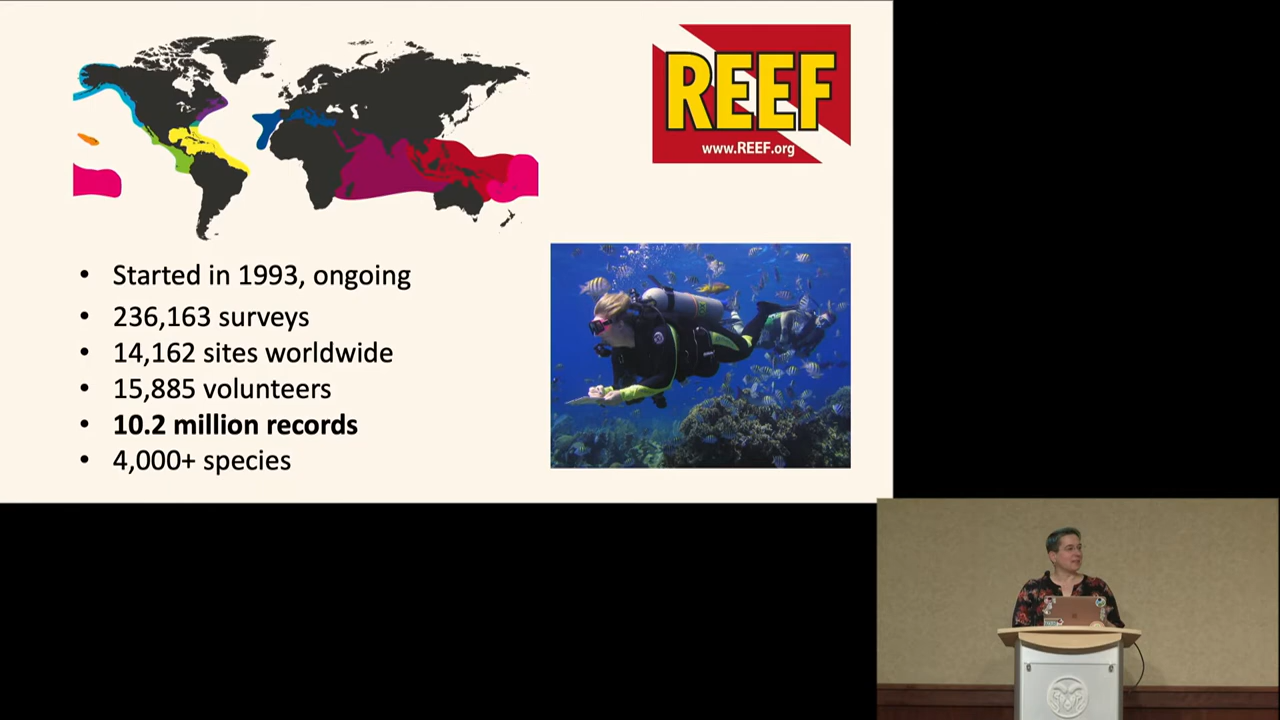 REEF
www.REEF.org
• Started in 1993, ongoing
• 236,163 surveys
• 14,162 sites worldwide
• 15,885 volunteers
• 10.2 million records
• 4,000+ species